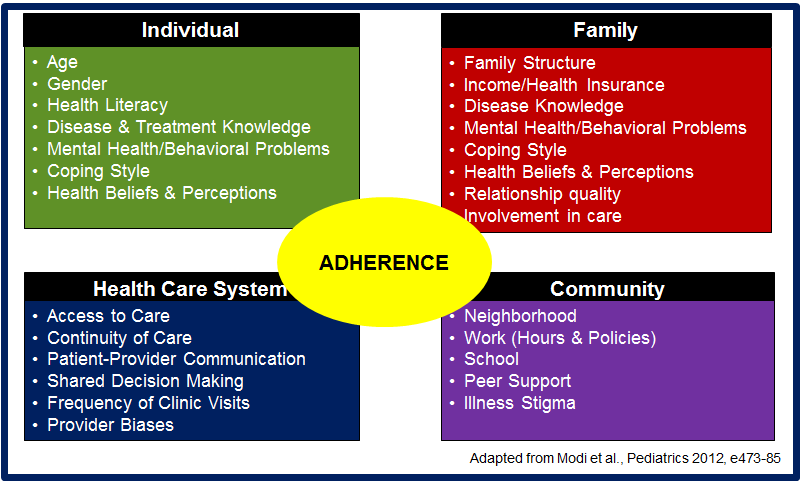 Individual
• Age
• Gender
• Health Literacy
• Disease & Treatment Knowledge
• Mental Health/Behavioral Problems
• Coping Style
• Health Beliefs & Perceptions
Family
• Family Structure
• Income/Health Insurance
• Disease Knowledge
• Mental Health/Behavioral Problems
• Coping Style
• Health Beliefs & Perceptions
• Relationship quality
Involvement in care
ADHERENCE
Health Care System
• Access to Care
• Continuity of Care
• Patient-Provider Communication
• Shared Decision Making
• Frequency of Clinic Visits
• Provider Biases
Community
• Neighborhood
• Work (Hours & Policies)
• School
• Peer Support
• Illness Stigma
Adapted from Modi et al., Pediatrics 2012, e473-85